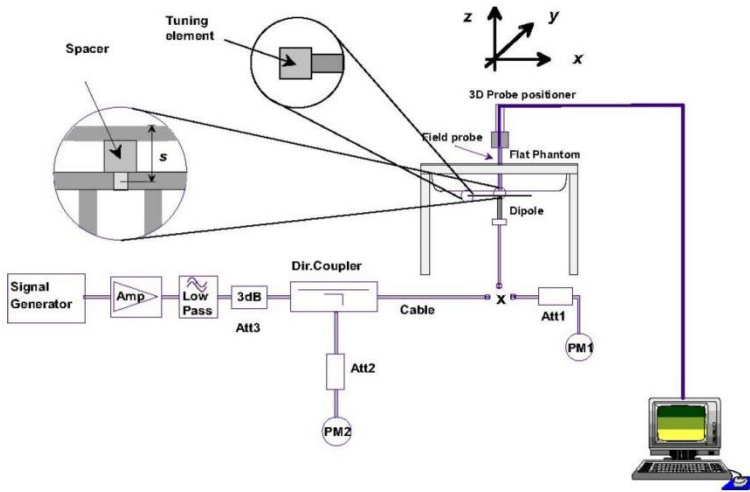 Tuning
element
Spacer
s
z
y
x
3D Probe positioner
Field probe
Flat Phantom
Dipole
Signal
Generator
Amp
Low
Pass
3dB
Att3
Dir.Coupler
Cable
x
Att1
PM1
Att2
PM2